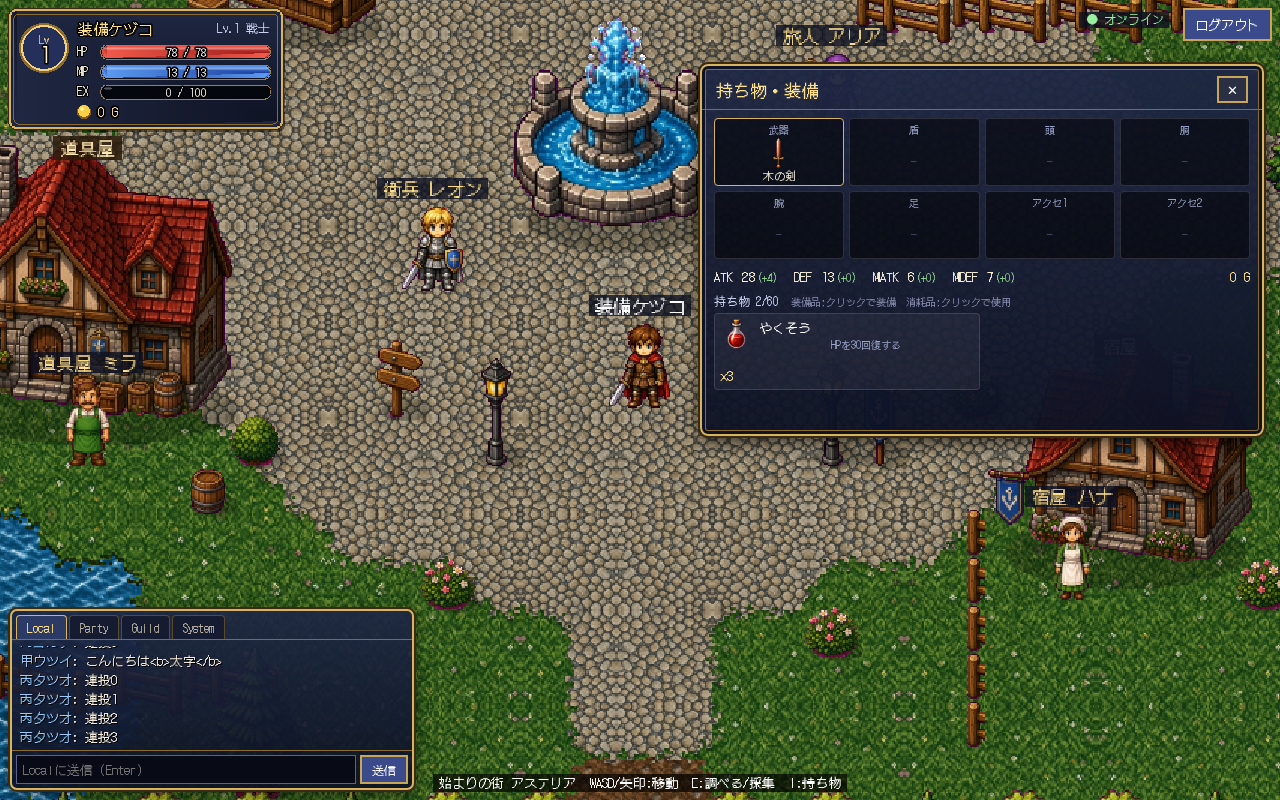 装備ケヅコ Lv.1 戦士
Lv 1
HP 78 / 78
MP 13 / 13
EX 0 / 100
0 G
旅人 アリア
オンライン
ログアウト
道具屋
衛兵 レオン
装備ケヅコ
道具屋 ミラ
宿屋 ハナ
持ち物・装備 ×
武器 盾 頭 胴
木の剣 – – –
腕 足 アクセ1 アクセ2
– – – –
ATK 28 (+4) DEF 13 (+0) MATK 6 (+0) MDEF 7 (+0) 0 G
持ち物 2/60 装備品:クリックで装備 消耗品:クリックで使用
やくそう
HPを30回復する
x3
宿屋
Local Party Guild System
甲ウツイ: こんにちは<b>太字</b>
丙タツオ: 連投0
丙タツオ: 連投1
丙タツオ: 連投2
丙タツオ: 連投3
Localに送信 (Enter) 送信
始まりの街 アステリア WASD/矢印:移動 E:調べる/採集 I:持ち物